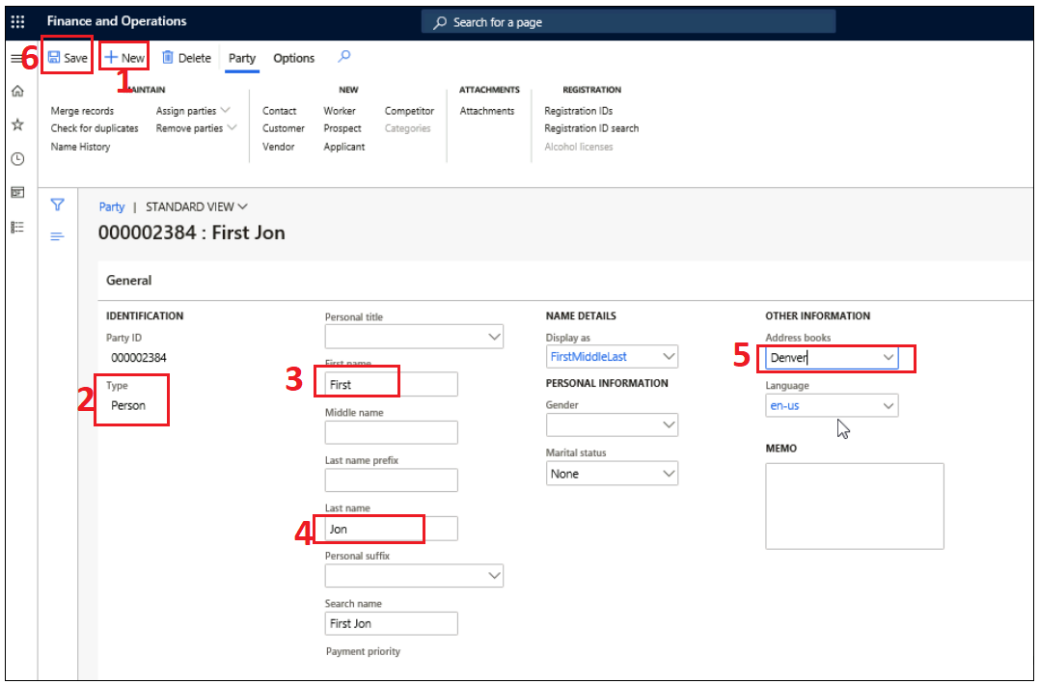 Finance and Operations
Search for a page
6
Save
New
Delete
Party
Options
1
MAINTAIN
Merge records
Assign parties
Check for duplicates
Remove parties
Name History
NEW
Contact
Worker
Competitor
Customer
Prospect
Categories
Vendor
Applicant
ATTACHMENTS
Attachments
REGISTRATION
Registration IDs
Registration ID search
Alcohol licenses
Party | STANDARD VIEW
000002384 : First Jon
General
IDENTIFICATION
Party ID
000002384
2
Type
Person
Personal title
First name
3
First
Middle name
Last name prefix
Last name
4
Jon
Personal suffix
Search name
First Jon
Payment priority
NAME DETAILS
Display as
FirstMiddleLast
PERSONAL INFORMATION
Gender
Marital status
None
OTHER INFORMATION
Address books
5
Denver
Language
en-us
MEMO